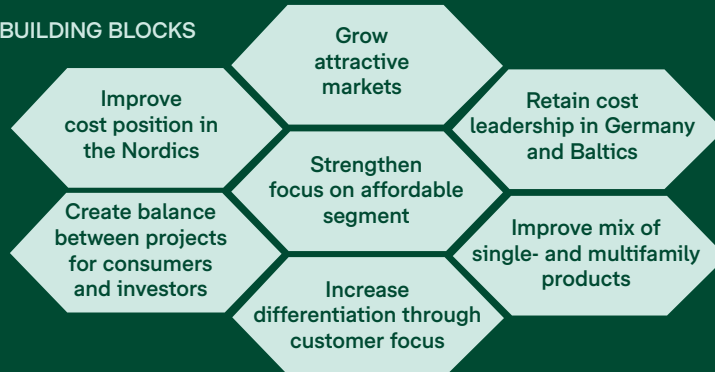 BUILDING BLOCKS
Grow
attractive
markets
Improve
cost position in
the Nordics
Retain cost
leadership in Germany
and Baltics
Strengthen
focus on affordable
segment
Create balance
between projects
for consumers
and investors
Improve mix of
single- and multifamily
products
Increase
differentiation through
customer focus